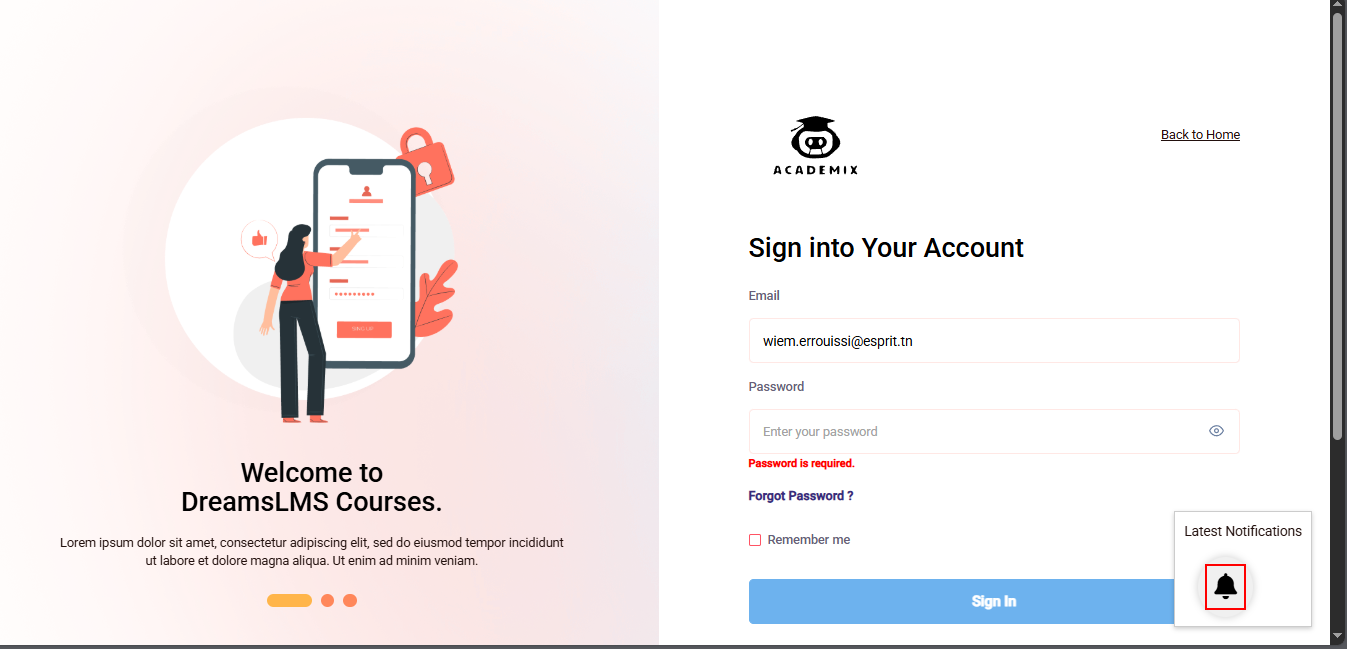 SIGN UP
Welcome to
DreamsLMS Courses.
Lorem ipsum dolor sit amet, consectetur adipiscing elit, sed do eiusmod tempor incididunt
ut labore et dolore magna aliqua. Ut enim ad minim veniam.
ACADEMIX
Back to Home
Sign into Your Account
Email
wiem.errouissi@esprit.tn
Password
Enter your password
Password is required.
Forgot Password ?
Remember me
Sign In
Latest Notifications